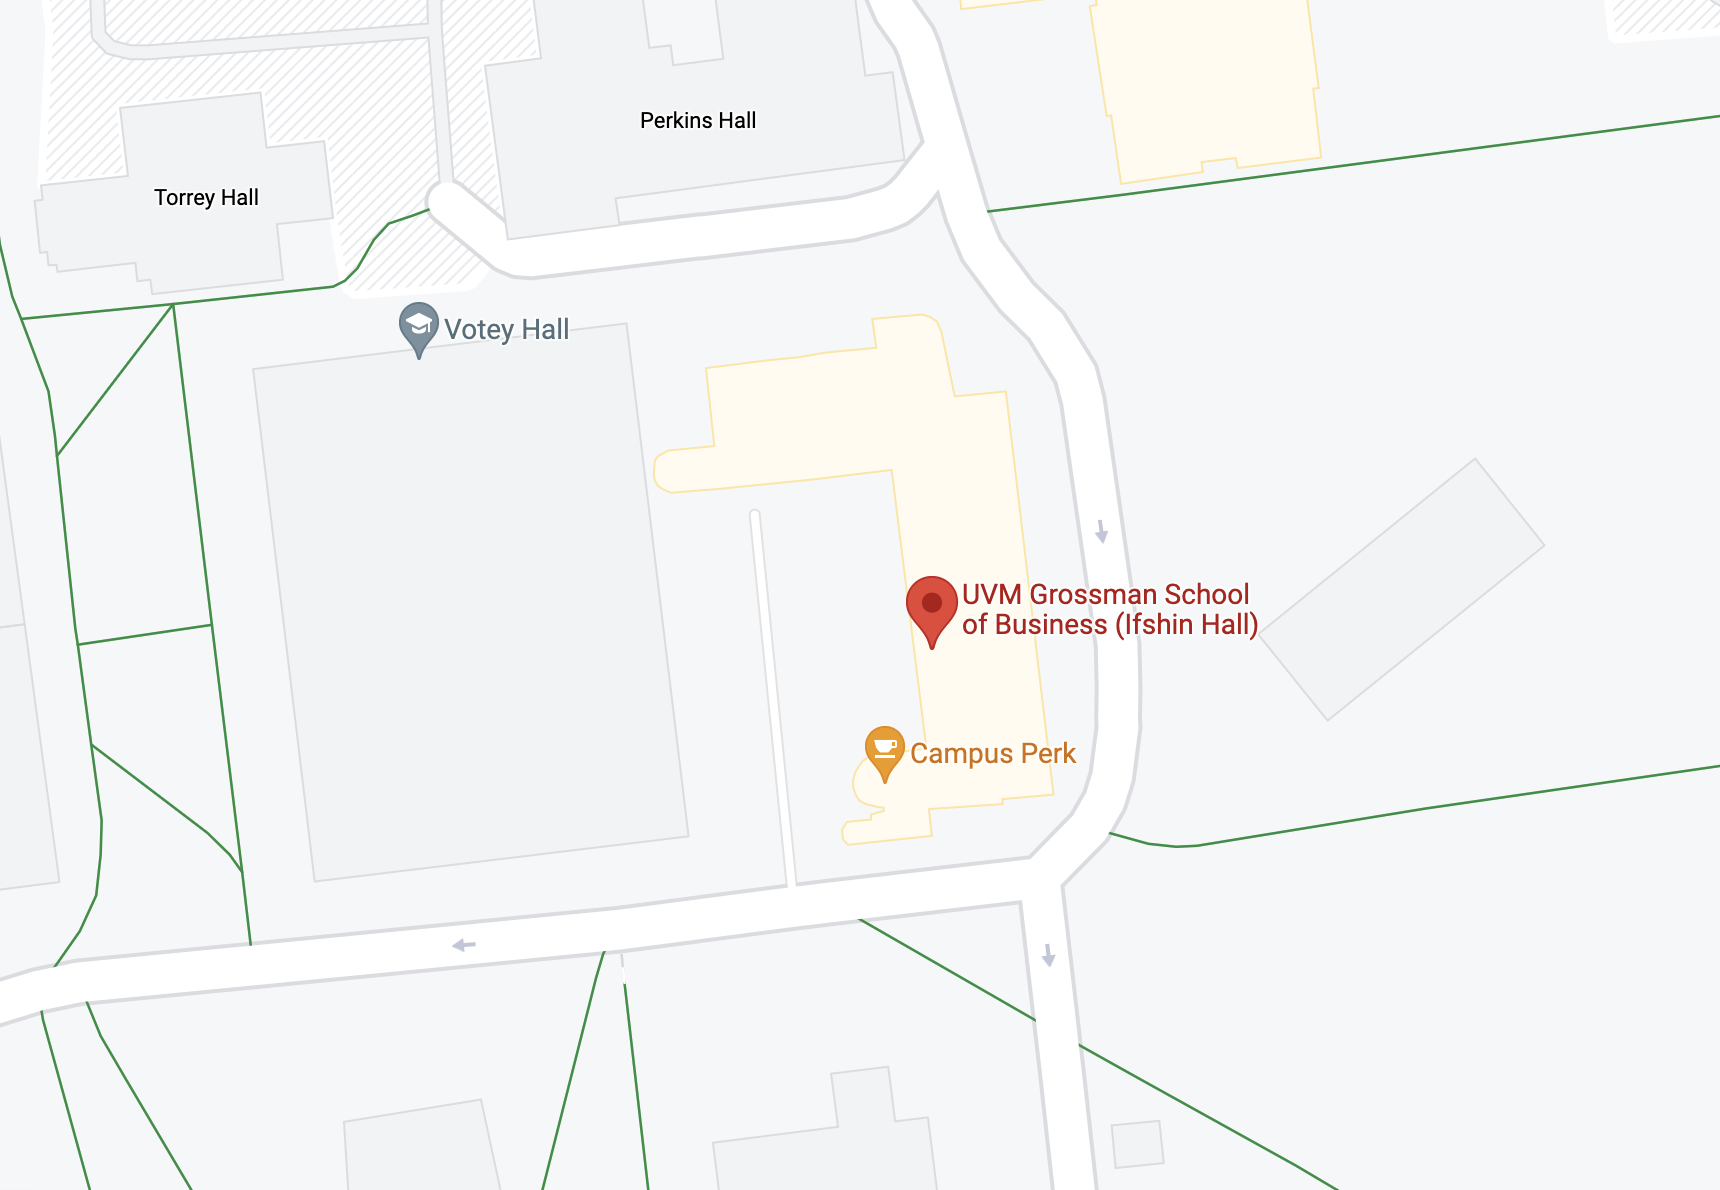 Perkins Hall
Torrey Hall
Votey Hall
UVM Grossman School
of Business (Ifshin Hall)
Campus Perk